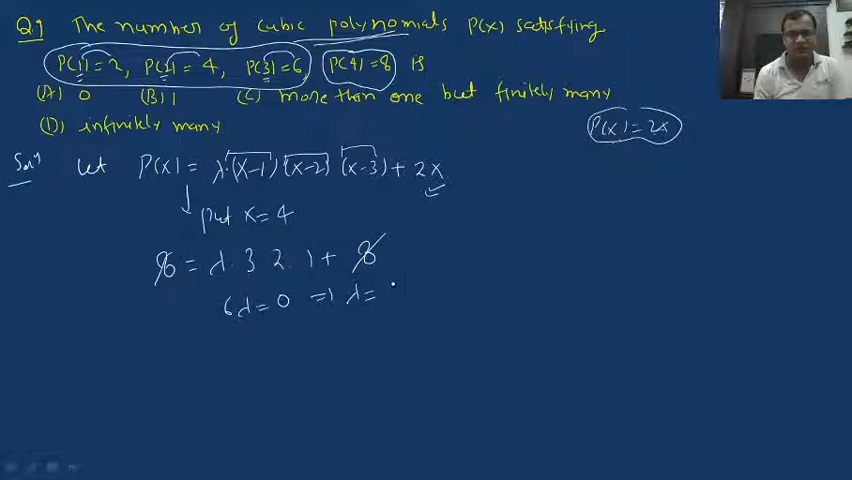 Q.9 The number of cubic polynomials P(x) satisfying
P(1)=2, P(2)=4, P(3)=6, P(4)=8 is
(A) 0 (B) 1 (C) more than one but finitely many
(D) infinitely many
P(x)=2x
Solⁿ Let P(x) = λ.(x-1)(x-2)(x-3)+2x
put x=4
8 = λ. 3 2. 1 + 8
6λ = 0 ⇒ λ =